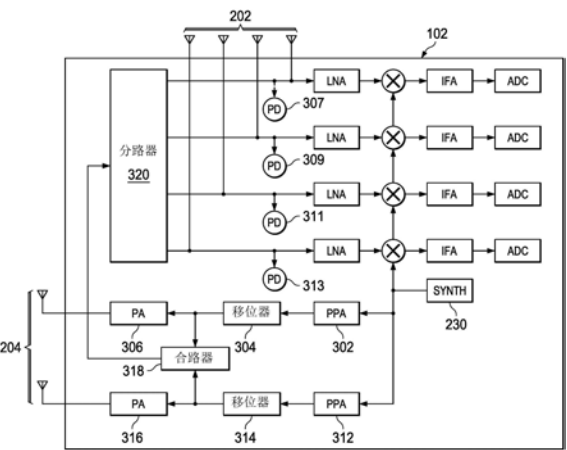 202
102
LNA
IFA
ADC
PD
307
分路器
320
LNA
IFA
ADC
PD
309
LNA
IFA
ADC
PD
311
LNA
IFA
ADC
PD
313
SYNTH
230
204
PA
306
移位器
304
PPA
302
合路器
318
PA
316
移位器
314
PPA
312